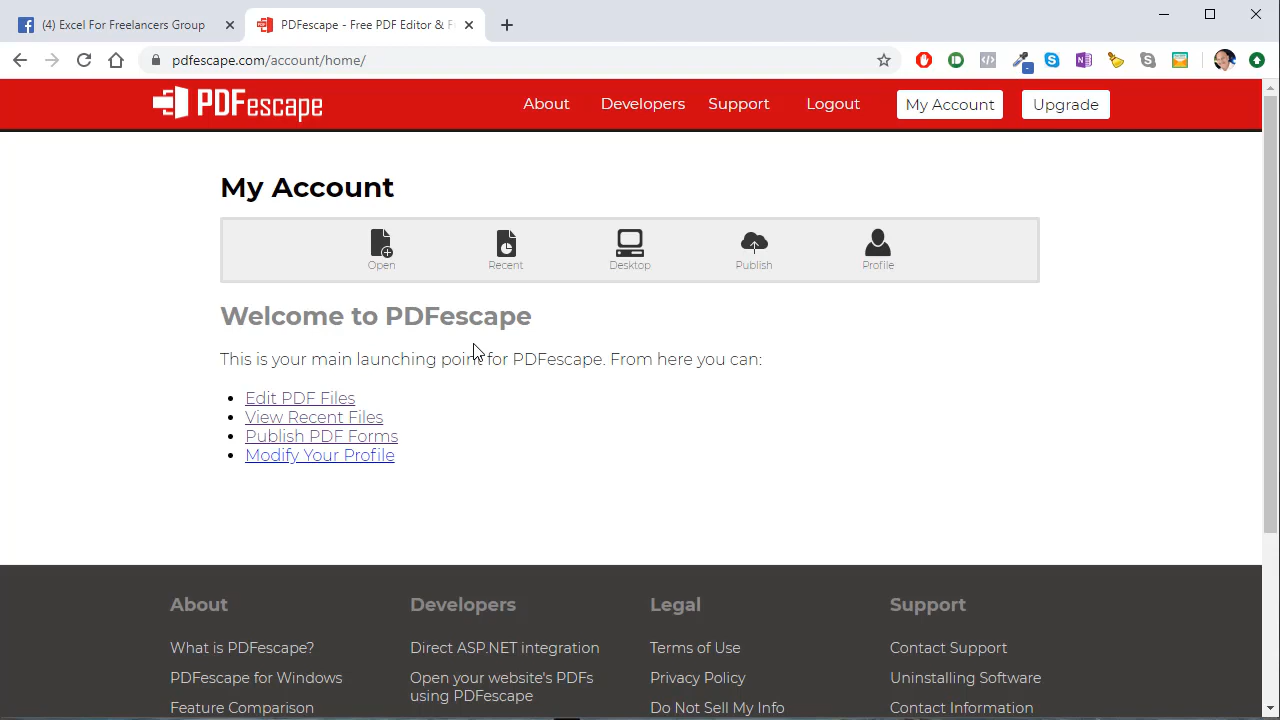 (4) Excel For Freelancers Group
PDFescape - Free PDF Editor & F
pdfescape.com/account/home/
PDFescape
About
Developers
Support
Logout
My Account
Upgrade
My Account
Open
Recent
Desktop
Publish
Profile
Welcome to PDFescape
This is your main launching point for PDFescape. From here you can:
Edit PDF Files
View Recent Files
Publish PDF Forms
Modify Your Profile
About
What is PDFescape?
PDFescape for Windows
Feature Comparison
Developers
Direct ASP.NET integration
Open your website's PDFs
using PDFescape
Legal
Terms of Use
Privacy Policy
Do Not Sell My Info
Support
Contact Support
Uninstalling Software
Contact Information